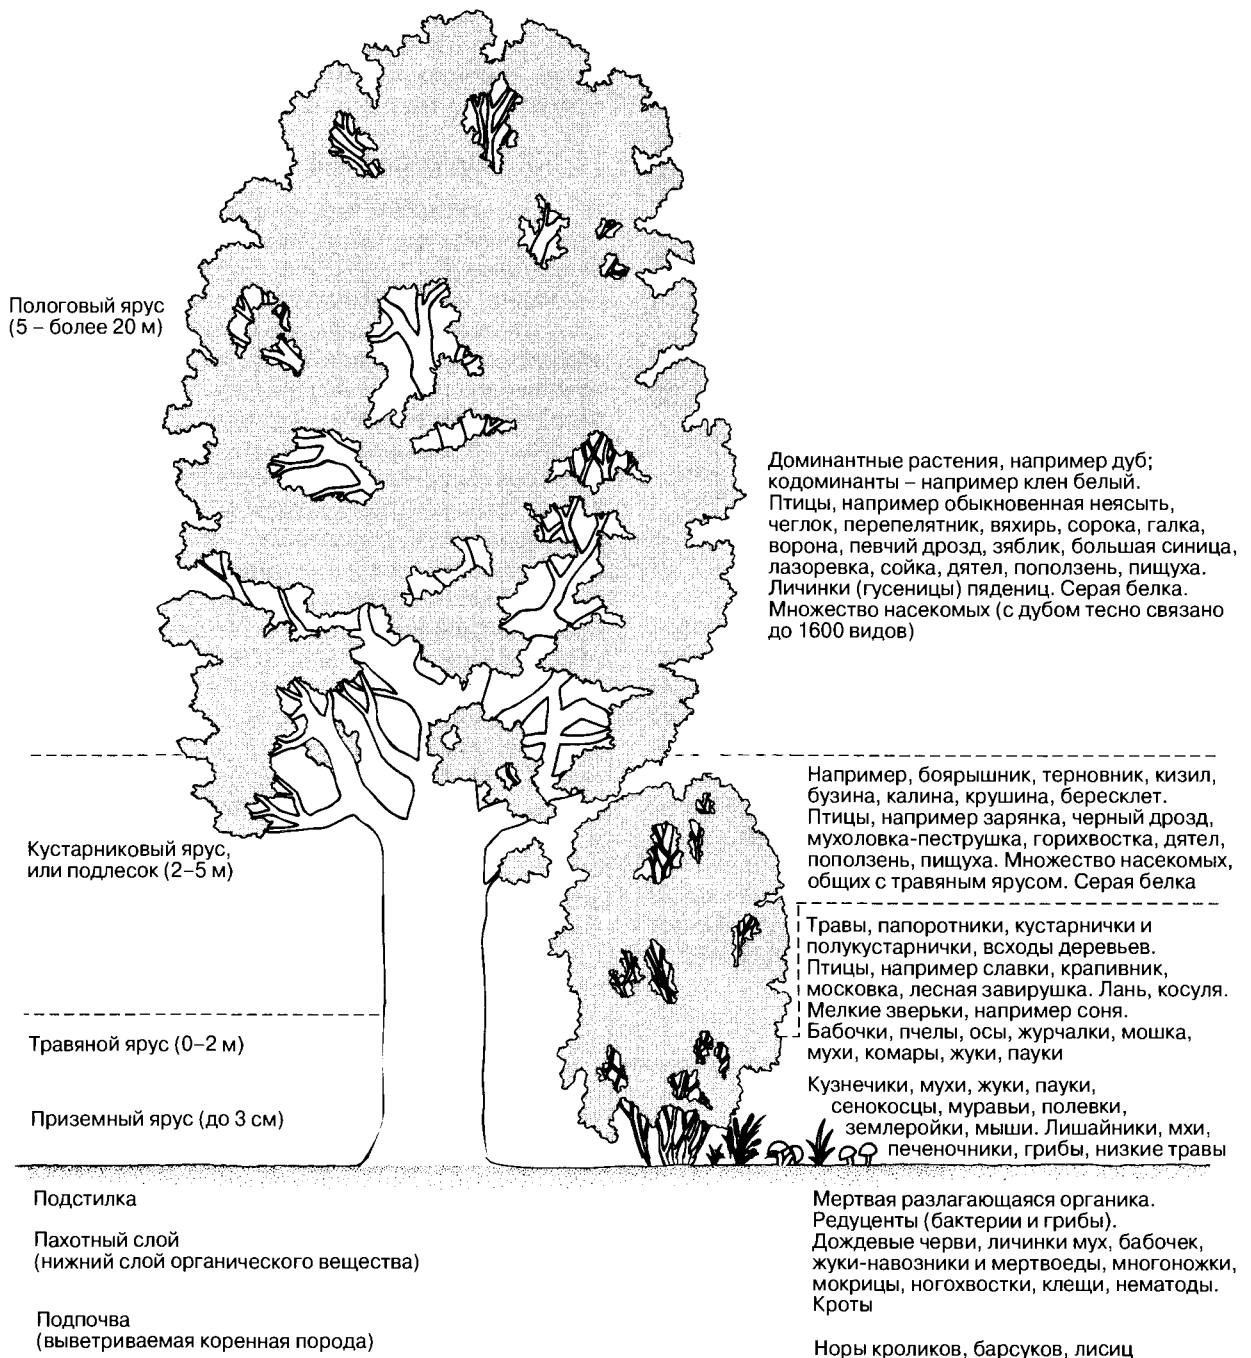 Пологовый ярус
(5 – более 20 м)
Доминантные растения, например дуб;
кодоминанты – например клен белый.
Птицы, например обыкновенная неясыть,
чеглок, перепелятник, вяхирь, сорока, галка,
ворона, певчий дрозд, зяблик, большая синица,
лазоревка, сойка, дятел, поползень, пищуха.
Личинки (гусеницы) пядениц. Серая белка.
Множество насекомых (с дубом тесно связано
до 1600 видов)
Кустарниковый ярус,
или подлесок (2–5 м)
Например, боярышник, терновник, кизил,
бузина, калина, крушина, бересклет.
Птицы, например зарянка, черный дрозд,
мухоловка-пеструшка, горихвостка, дятел,
поползень, пищуха. Множество насекомых,
общих с травяным ярусом. Серая белка
Травяной ярус (0–2 м)
Травы, папоротники, кустарнички и
полукустарнички, всходы деревьев.
Птицы, например славки, крапивник,
московка, лесная завирушка. Лань, косуля.
Мелкие зверьки, например соня.
Бабочки, пчелы, осы, журчалки, мошка,
мухи, комары, жуки, пауки
Приземный ярус (до 3 см)
Кузнечики, мухи, жуки, пауки,
сенокосцы, муравьи, полевки,
землеройки, мыши. Лишайники, мхи,
печеночники, грибы, низкие травы
Подстилка
Пахотный слой
(нижний слой органического вещества)
Мертвая разлагающаяся органика.
Редуценты (бактерии и грибы).
Дождевые черви, личинки мух, бабочек,
жуки-навозники и мертвоеды, многоножки,
мокрицы, ногохвостки, клещи, нематоды.
Кроты
Подпочва
(выветриваемая коренная порода)
Норы кроликов, барсуков, лисиц